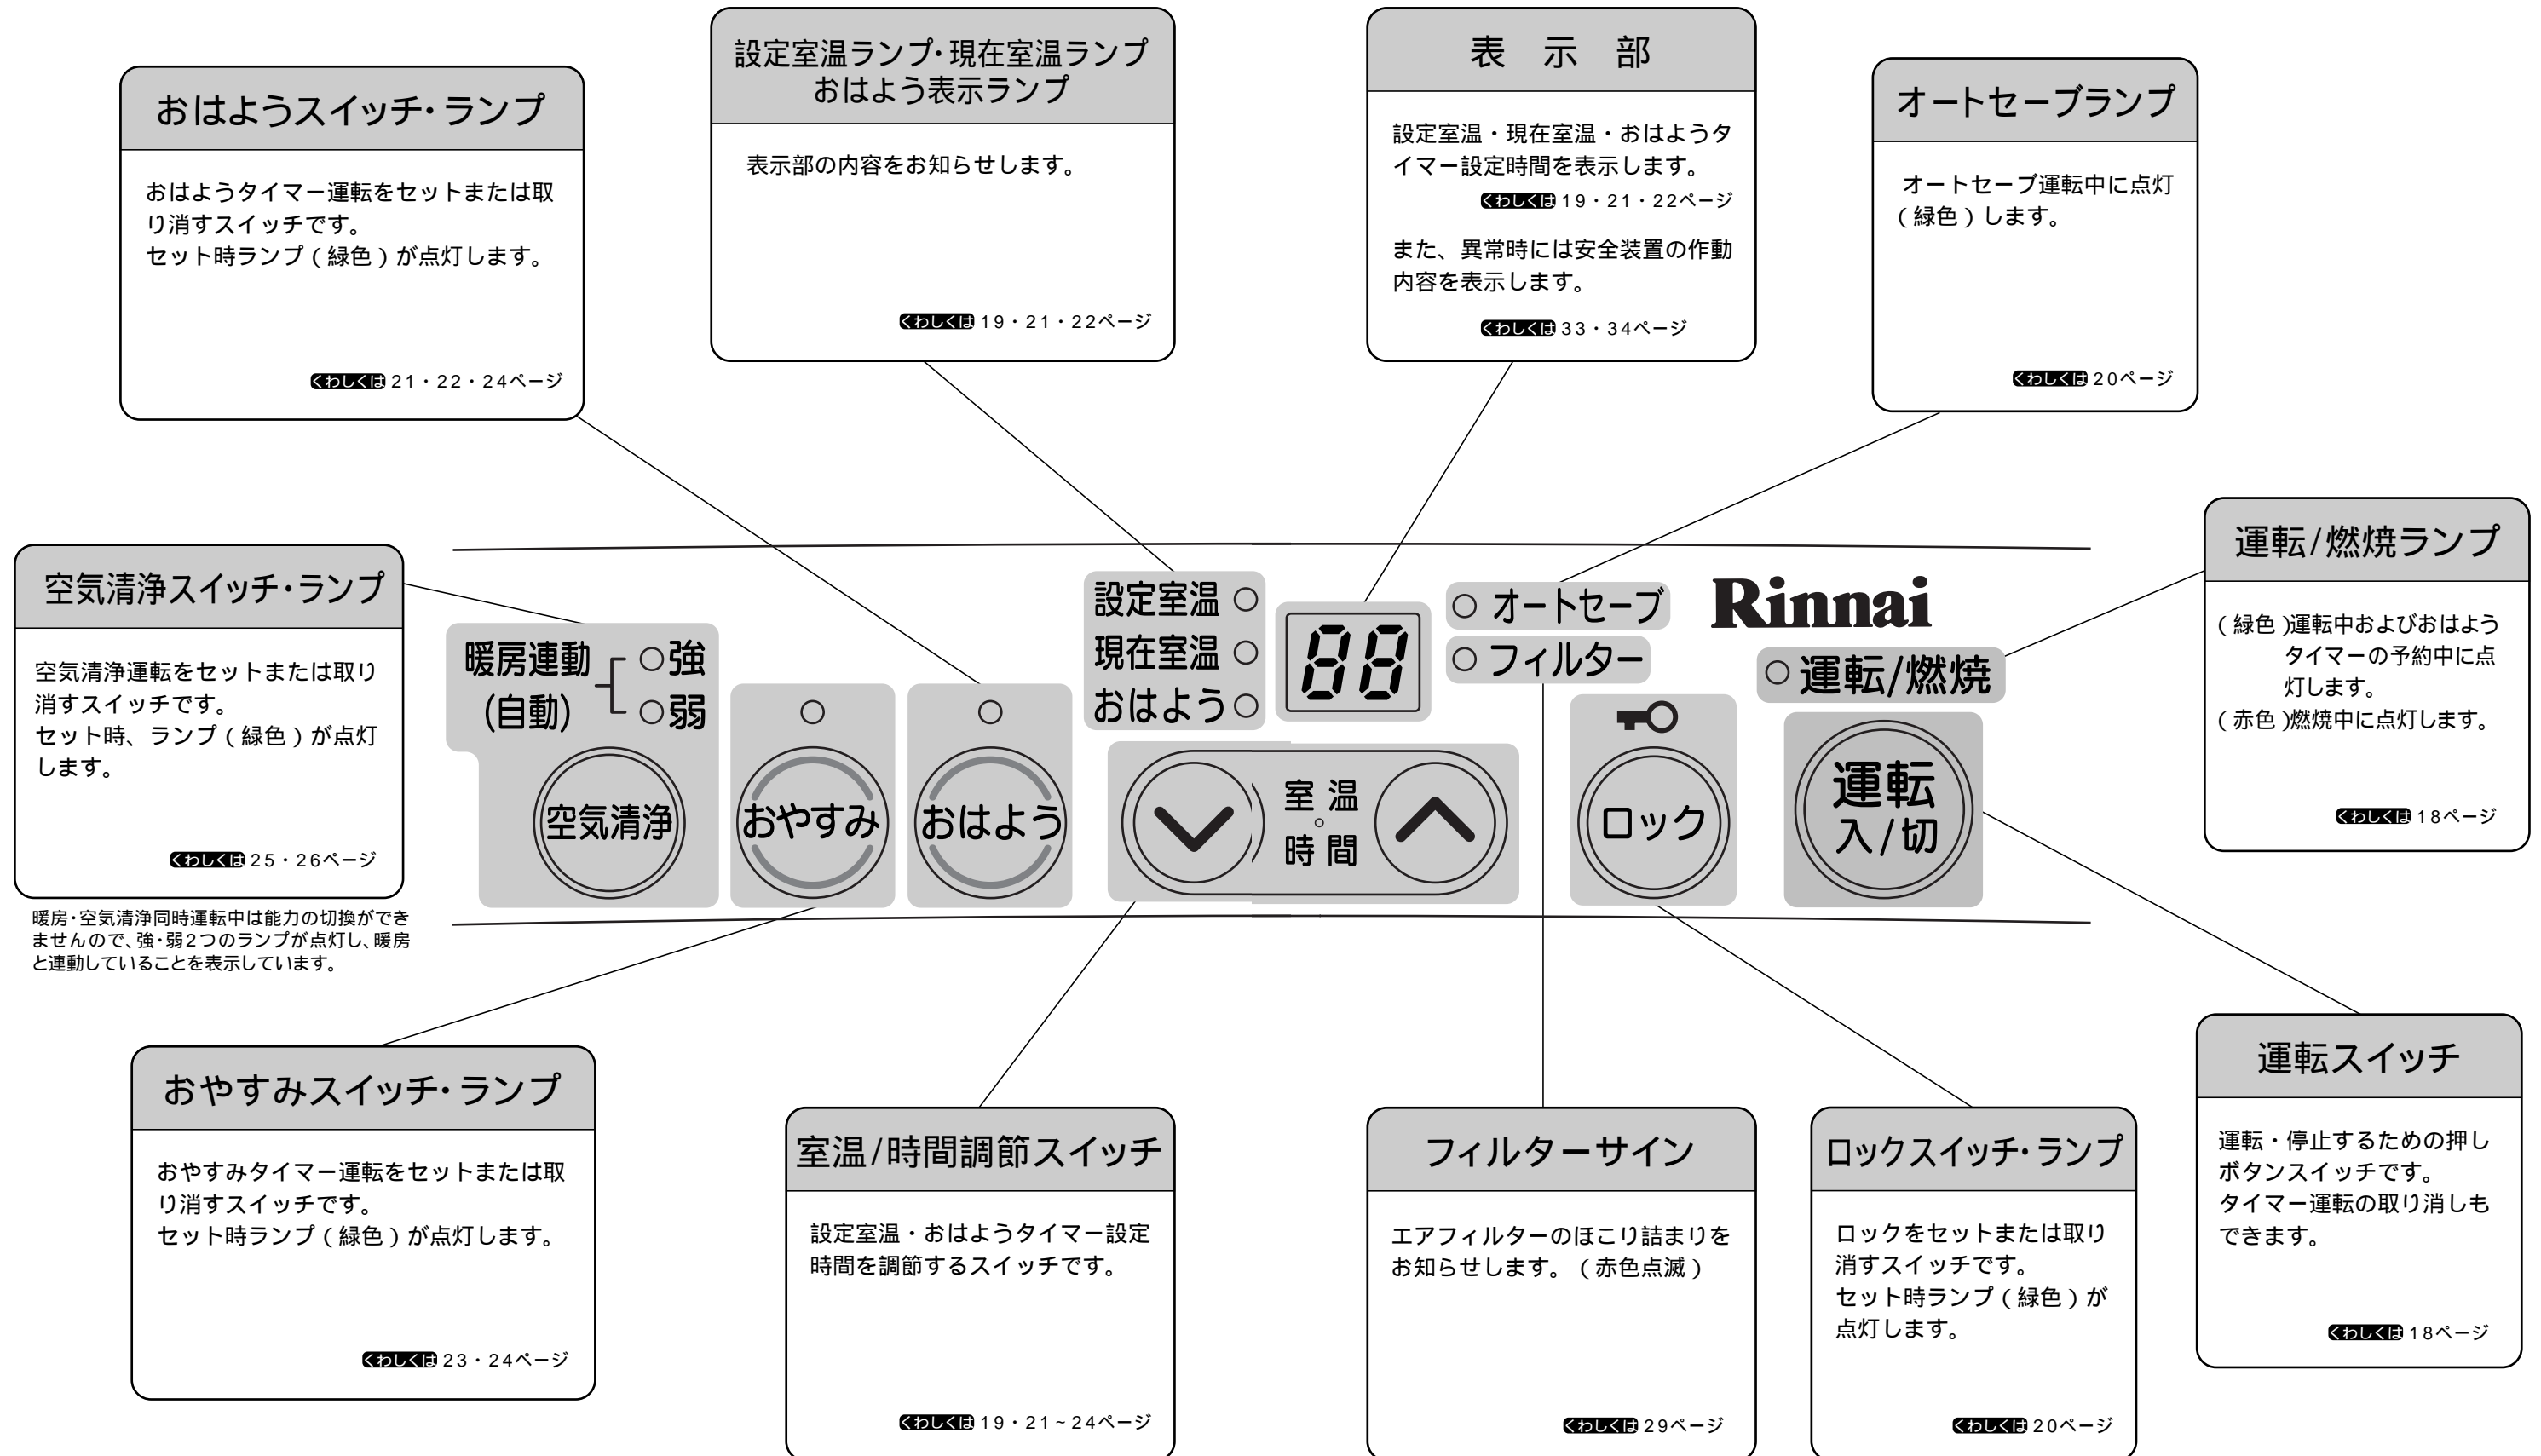 おはようスイッチ・ランプ
おはようタイマー運転をセットまたは取
り消すスイッチです。
セット時ランプ(緑色)が点灯します。
くわしくは 21・22・24ページ
設定室温ランプ・現在室温ランプ
おはよう表示ランプ
表示部の内容をお知らせします。
くわしくは 19・21・22ページ
表 示 部
設定室温・現在室温・おはようタ
イマー設定時間を表示します。
くわしくは 19・21・22ページ
また、異常時には安全装置の作動
内容を表示します。
くわしくは 33・34ページ
オートセーブランプ
オートセーブ運転中に点灯
(緑色)します。
くわしくは 20ページ
空気清浄スイッチ・ランプ
空気清浄運転をセットまたは取り
消すスイッチです。
セット時、ランプ(緑色)が点灯
します。
くわしくは 25・26ページ
暖房・空気清浄同時運転中は能力の切換ができ
ませんので、強・弱2つのランプが点灯し、暖房
と連動していることを表示しています。
暖房連動
(自動)
強
弱
空気清浄
おやすみ
おはよう
設定室温
現在室温
おはよう
88
オートセーブ
フィルター
室温
時間
Rinnai
ロック
運転/燃焼
運転
入/切
運転/燃焼ランプ
(緑色)運転中およびおはよう
タイマーの予約中に点
灯します。
(赤色)燃焼中に点灯します。
くわしくは 18ページ
おやすみスイッチ・ランプ
おやすみタイマー運転をセットまたは取
り消すスイッチです。
セット時ランプ(緑色)が点灯します。
くわしくは 23・24ページ
室温/時間調節スイッチ
設定室温・おはようタイマー設定
時間を調節するスイッチです。
くわしくは 19・21~24ページ
フィルターサイン
エアフィルターのほこり詰まりを
お知らせします。(赤色点滅)
くわしくは 29ページ
ロックスイッチ・ランプ
ロックをセットまたは取り
消すスイッチです。
セット時ランプ(緑色)が
点灯します。
くわしくは 20ページ
運転スイッチ
運転・停止するための押し
ボタンスイッチです。
タイマー運転の取り消しも
できます。
くわしくは 18ページ